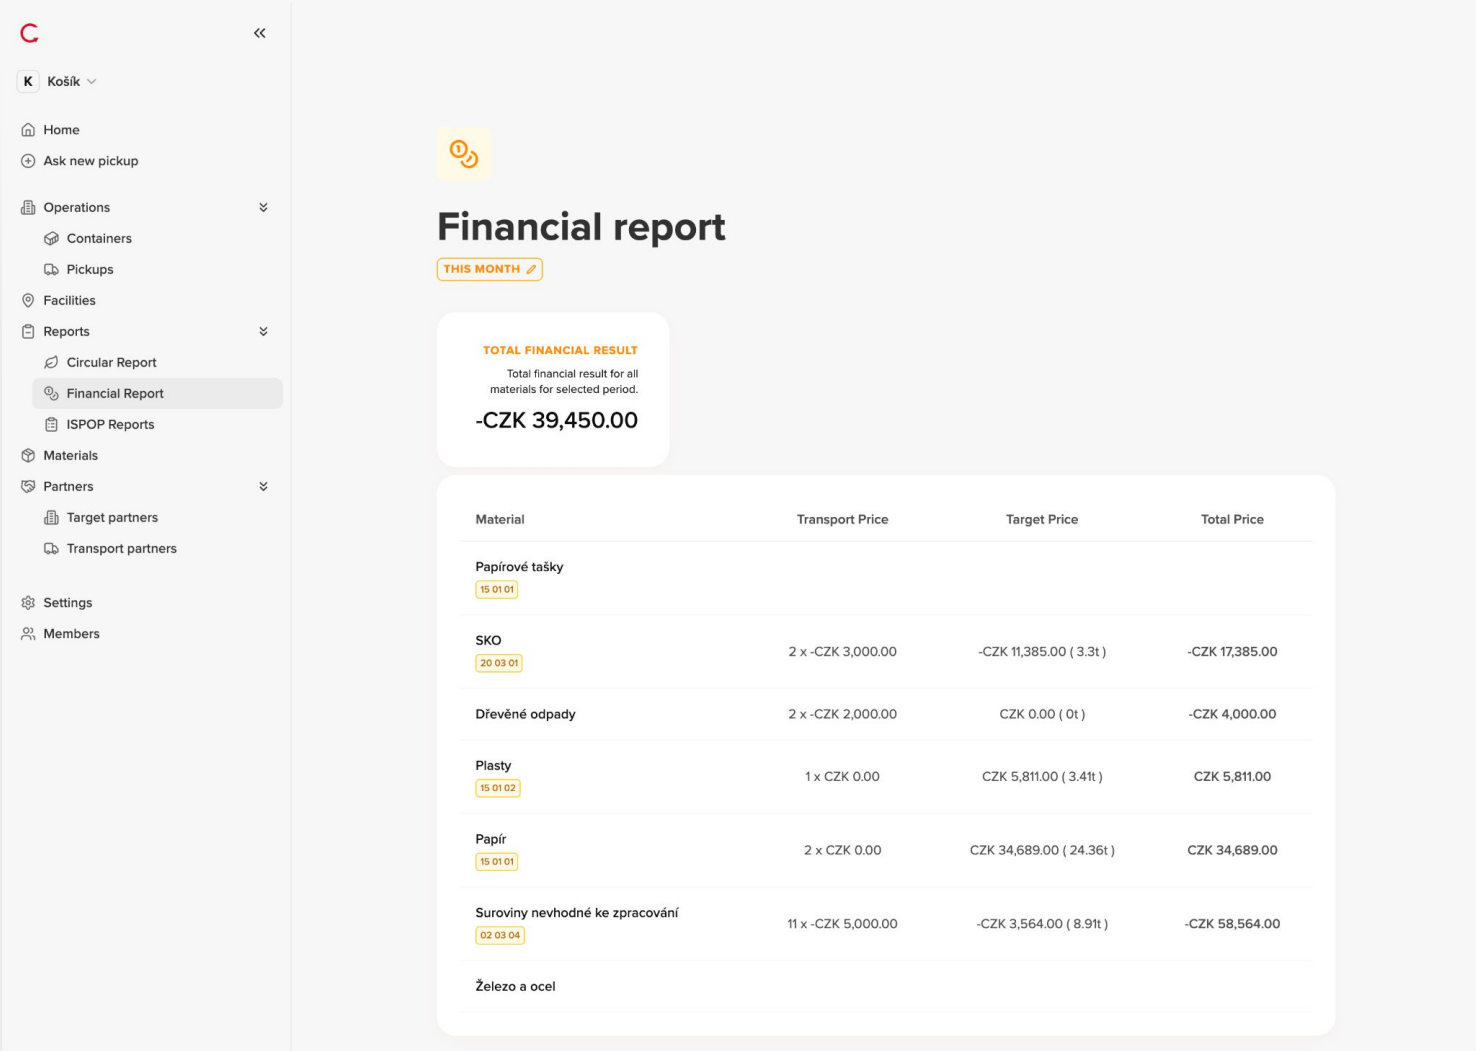 K Košík
Home
Ask new pickup
Operations
Containers
Pickups
Facilities
Reports
Circular Report
Financial Report
ISPOP Reports
Materials
Partners
Target partners
Transport partners
Settings
Members
Financial report
THIS MONTH
TOTAL FINANCIAL RESULT
Total financial result for all
materials for selected period.
-CZK 39,450.00
Material Transport Price Target Price Total Price
Papírové tašky
15 01 01
SKO
20 03 01
2 x -CZK 3,000.00 -CZK 11,385.00 ( 3.3t ) -CZK 17,385.00
Dřevěné odpady 2 x -CZK 2,000.00 CZK 0.00 ( 0t ) -CZK 4,000.00
Plasty
15 01 02
1 x CZK 0.00 CZK 5,811.00 ( 3.41t ) CZK 5,811.00
Papír
15 01 01
2 x CZK 0.00 CZK 34,689.00 ( 24.36t ) CZK 34,689.00
Suroviny nevhodné ke zpracování
02 03 04
11 x -CZK 5,000.00 -CZK 3,564.00 ( 8.91t ) -CZK 58,564.00
Železo a ocel